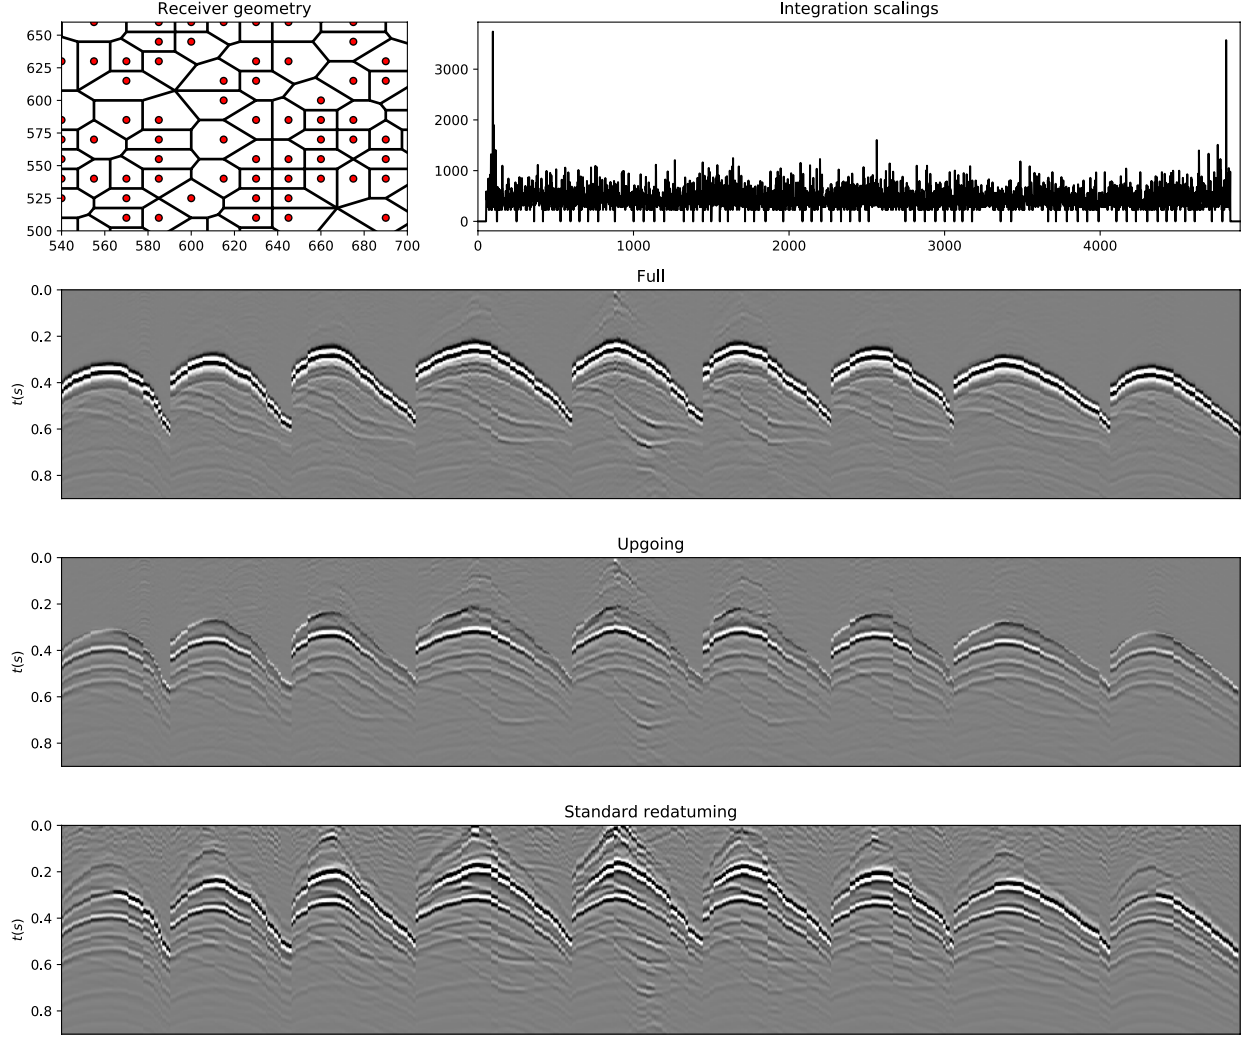 Receiver geometry
650
625
600
575
550
525
500
540 560 580 600 620 640 660 680 700
Integration scalings
3000
2000
1000
0
0 1000 2000 3000 4000
Full
0.0
0.2
0.4
0.6
0.8
t(s)
Upgoing
0.0
0.2
0.4
0.6
0.8
t(s)
Standard redatuming
0.0
0.2
0.4
0.6
0.8
t(s)